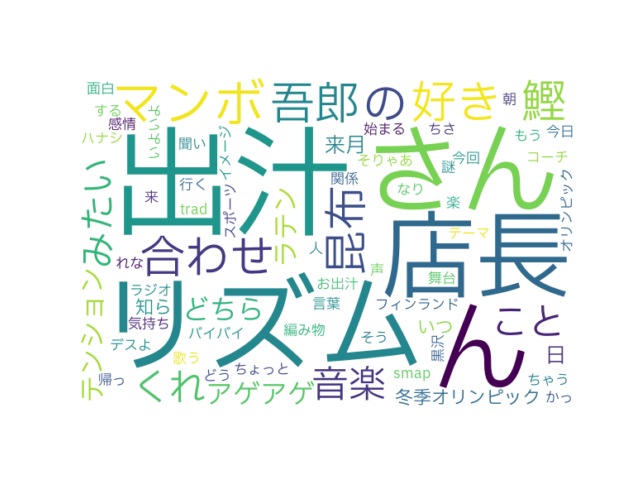 面白
マンボ
吾郎
の
好き
朝
鰹
する
感情
いよいよ
ハナシ
聞い
イメージ
来月
始まる
ちさ
もう
今日
出汁
さん
そりゃあ
今回
謎
コーチ
オリンピック
みたい
来
行く
trad
スポーツ
関係
なり
楽
合わせ
ラテン
昆布
人
店長
テーマ
れな
テンション
ラジオ
知ら
気持ち
どちら
リズム
お出汁
声
舞台
言葉
フィンランド
ん
こと
デスよ
バイバイ
編み物
そう
いつ
黒沢
日
歌う
帰っ
くれ
どう
ちょっと
アゲアゲ
音楽
smap
冬季オリンピック
ちゃう
かっ